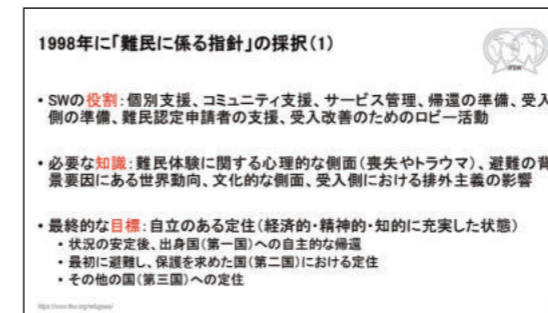 1998年に「難民に係る指針」の採択(1)
IFSW
・SWの役割：個別支援、コミュニティ支援、サービス管理、帰還の準備、受入
側の準備、難民認定申請者の支援、受入改善のためのロビー活動
・必要な知識：難民体験に関する心理的な側面(喪失やトラウマ)、避難の背
景要因にある世界動向、文化的な側面、受入側における排外主義の影響
・最終的な目標：自立のある定住(経済的・精神的・知的に充実した状態)
・状況の安定後、出身国(第一国)への自主的な帰還
・最初に避難し、保護を求めた国(第二国)における定住
・その他の国(第三国)への定住
https://www.ifsw.org/refugees/